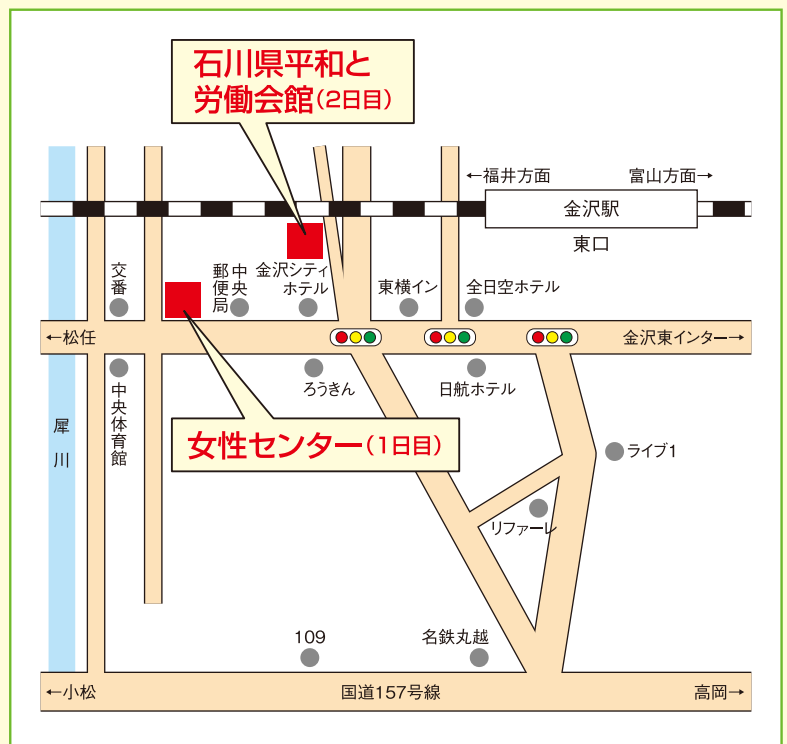 石川県平和と
労働会館(2日目)
←福井方面
富山方面→
金沢駅
東口
交番
中央
郵便局
金沢シティ
ホテル
東横イン
全日空ホテル
←松任
金沢東インター→
ろうきん
日航ホテル
中央体育館
犀川
女性センター(1日目)
ライブ1
リファーレ
109
名鉄丸越
←小松
国道157号線
高岡→